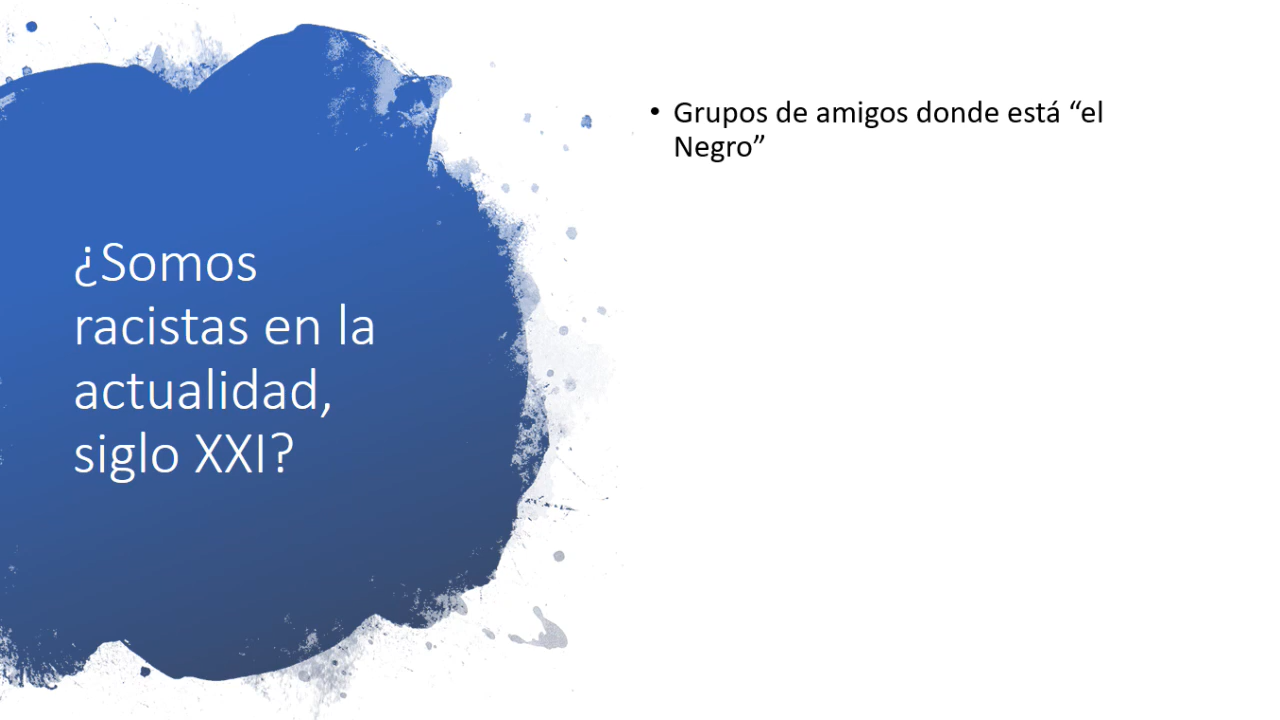 ¿Somos
racistas en la
actualidad,
siglo XXI?
• Grupos de amigos donde está “el
Negro”